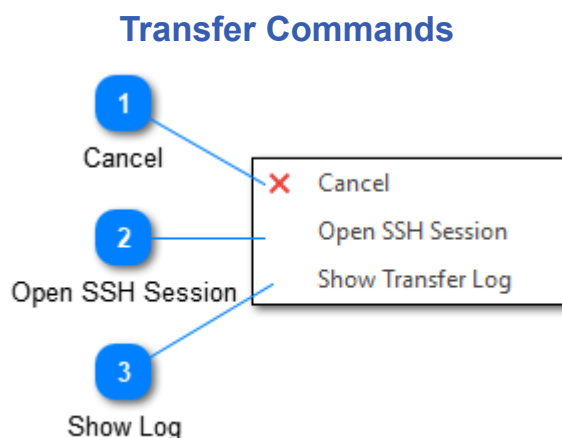 Transfer Commands
1
Cancel
Cancel
2
Open SSH Session
Open SSH Session
Show Transfer Log
3
Show Log